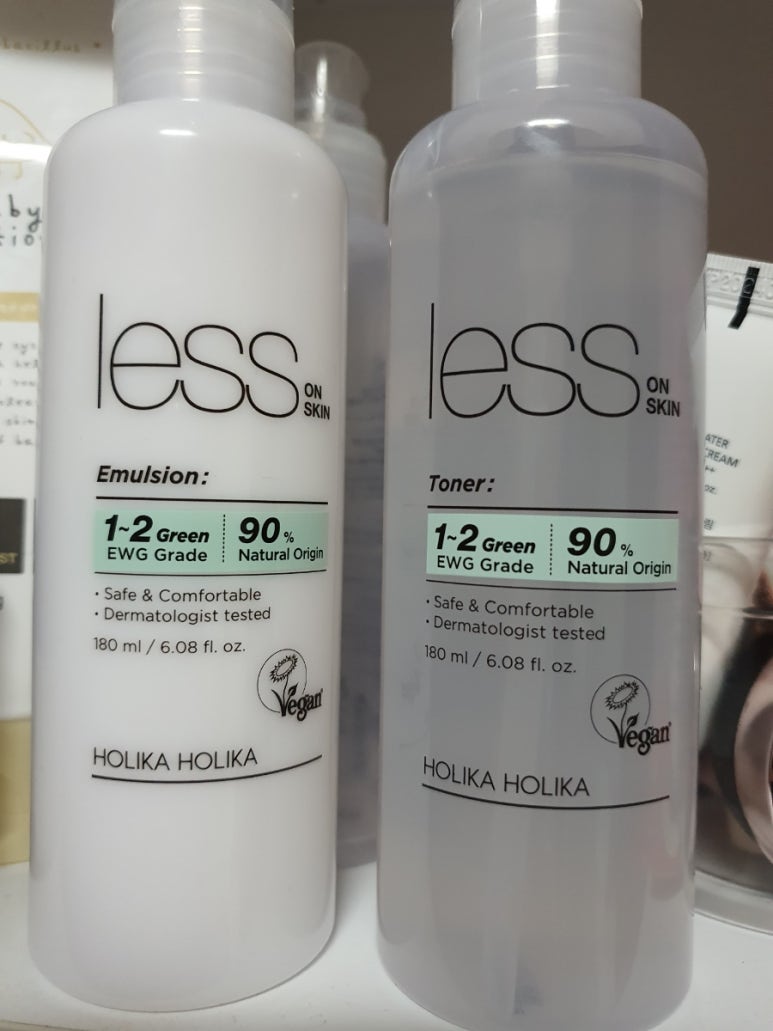 less ON
SKIN
Emulsion:
1~2 Green
EWG Grade
90%
Natural Origin
· Safe & Comfortable
· Dermatologist tested
180 ml / 6.08 fl. oz.
Vegan
HOLIKA HOLIKA
less ON
SKIN
Toner:
1~2 Green
EWG Grade
90%
Natural Origin
· Safe & Comfortable
· Dermatologist tested
180 ml / 6.08 fl. oz.
Vegan
HOLIKA HOLIKA
CREAM
oz.